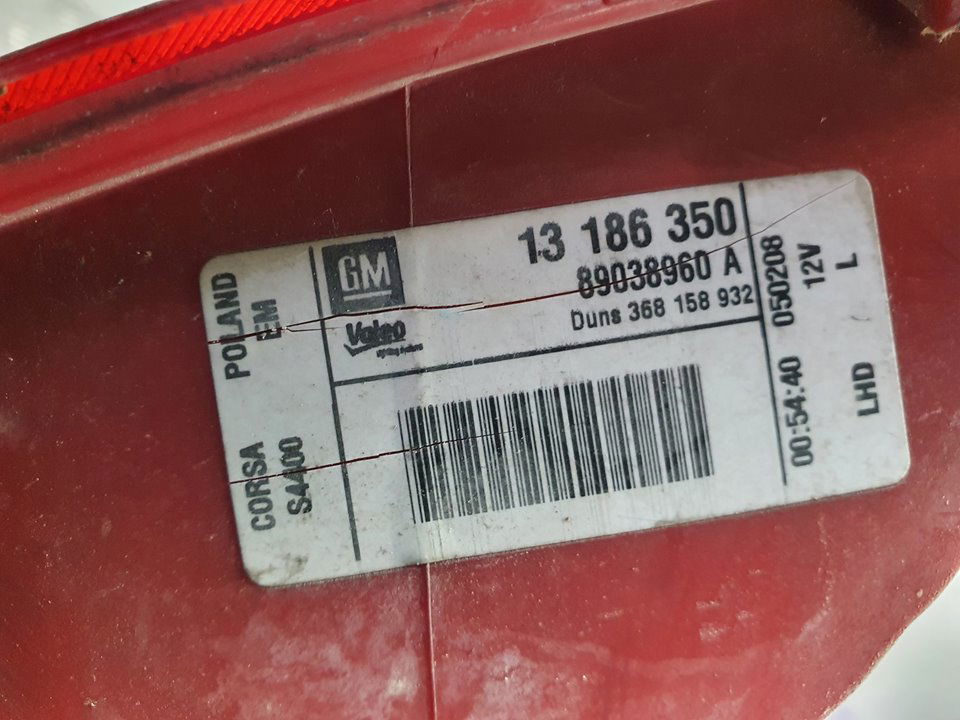 POLAND
EM
CORSA
S4400
GM
Valeo
13 186 350
89038960 A
Duns 368 158 932
050208
12V
L
00:54:40
LHD